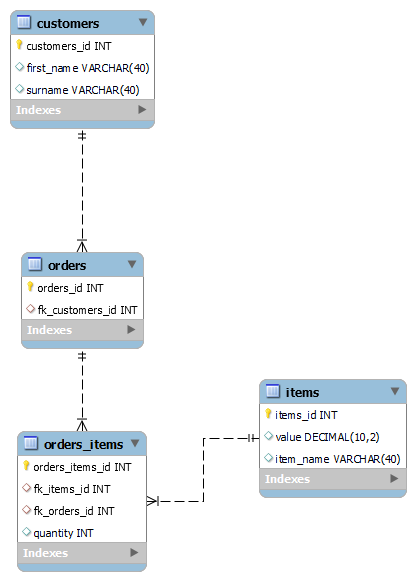 customers
customers_id INT
first_name VARCHAR(40)
surname VARCHAR(40)
Indexes
orders
orders_id INT
fk_customers_id INT
Indexes
orders_items
orders_items_id INT
fk_items_id INT
fk_orders_id INT
quantity INT
Indexes
items
items_id INT
value DECIMAL(10,2)
item_name VARCHAR(40)
Indexes